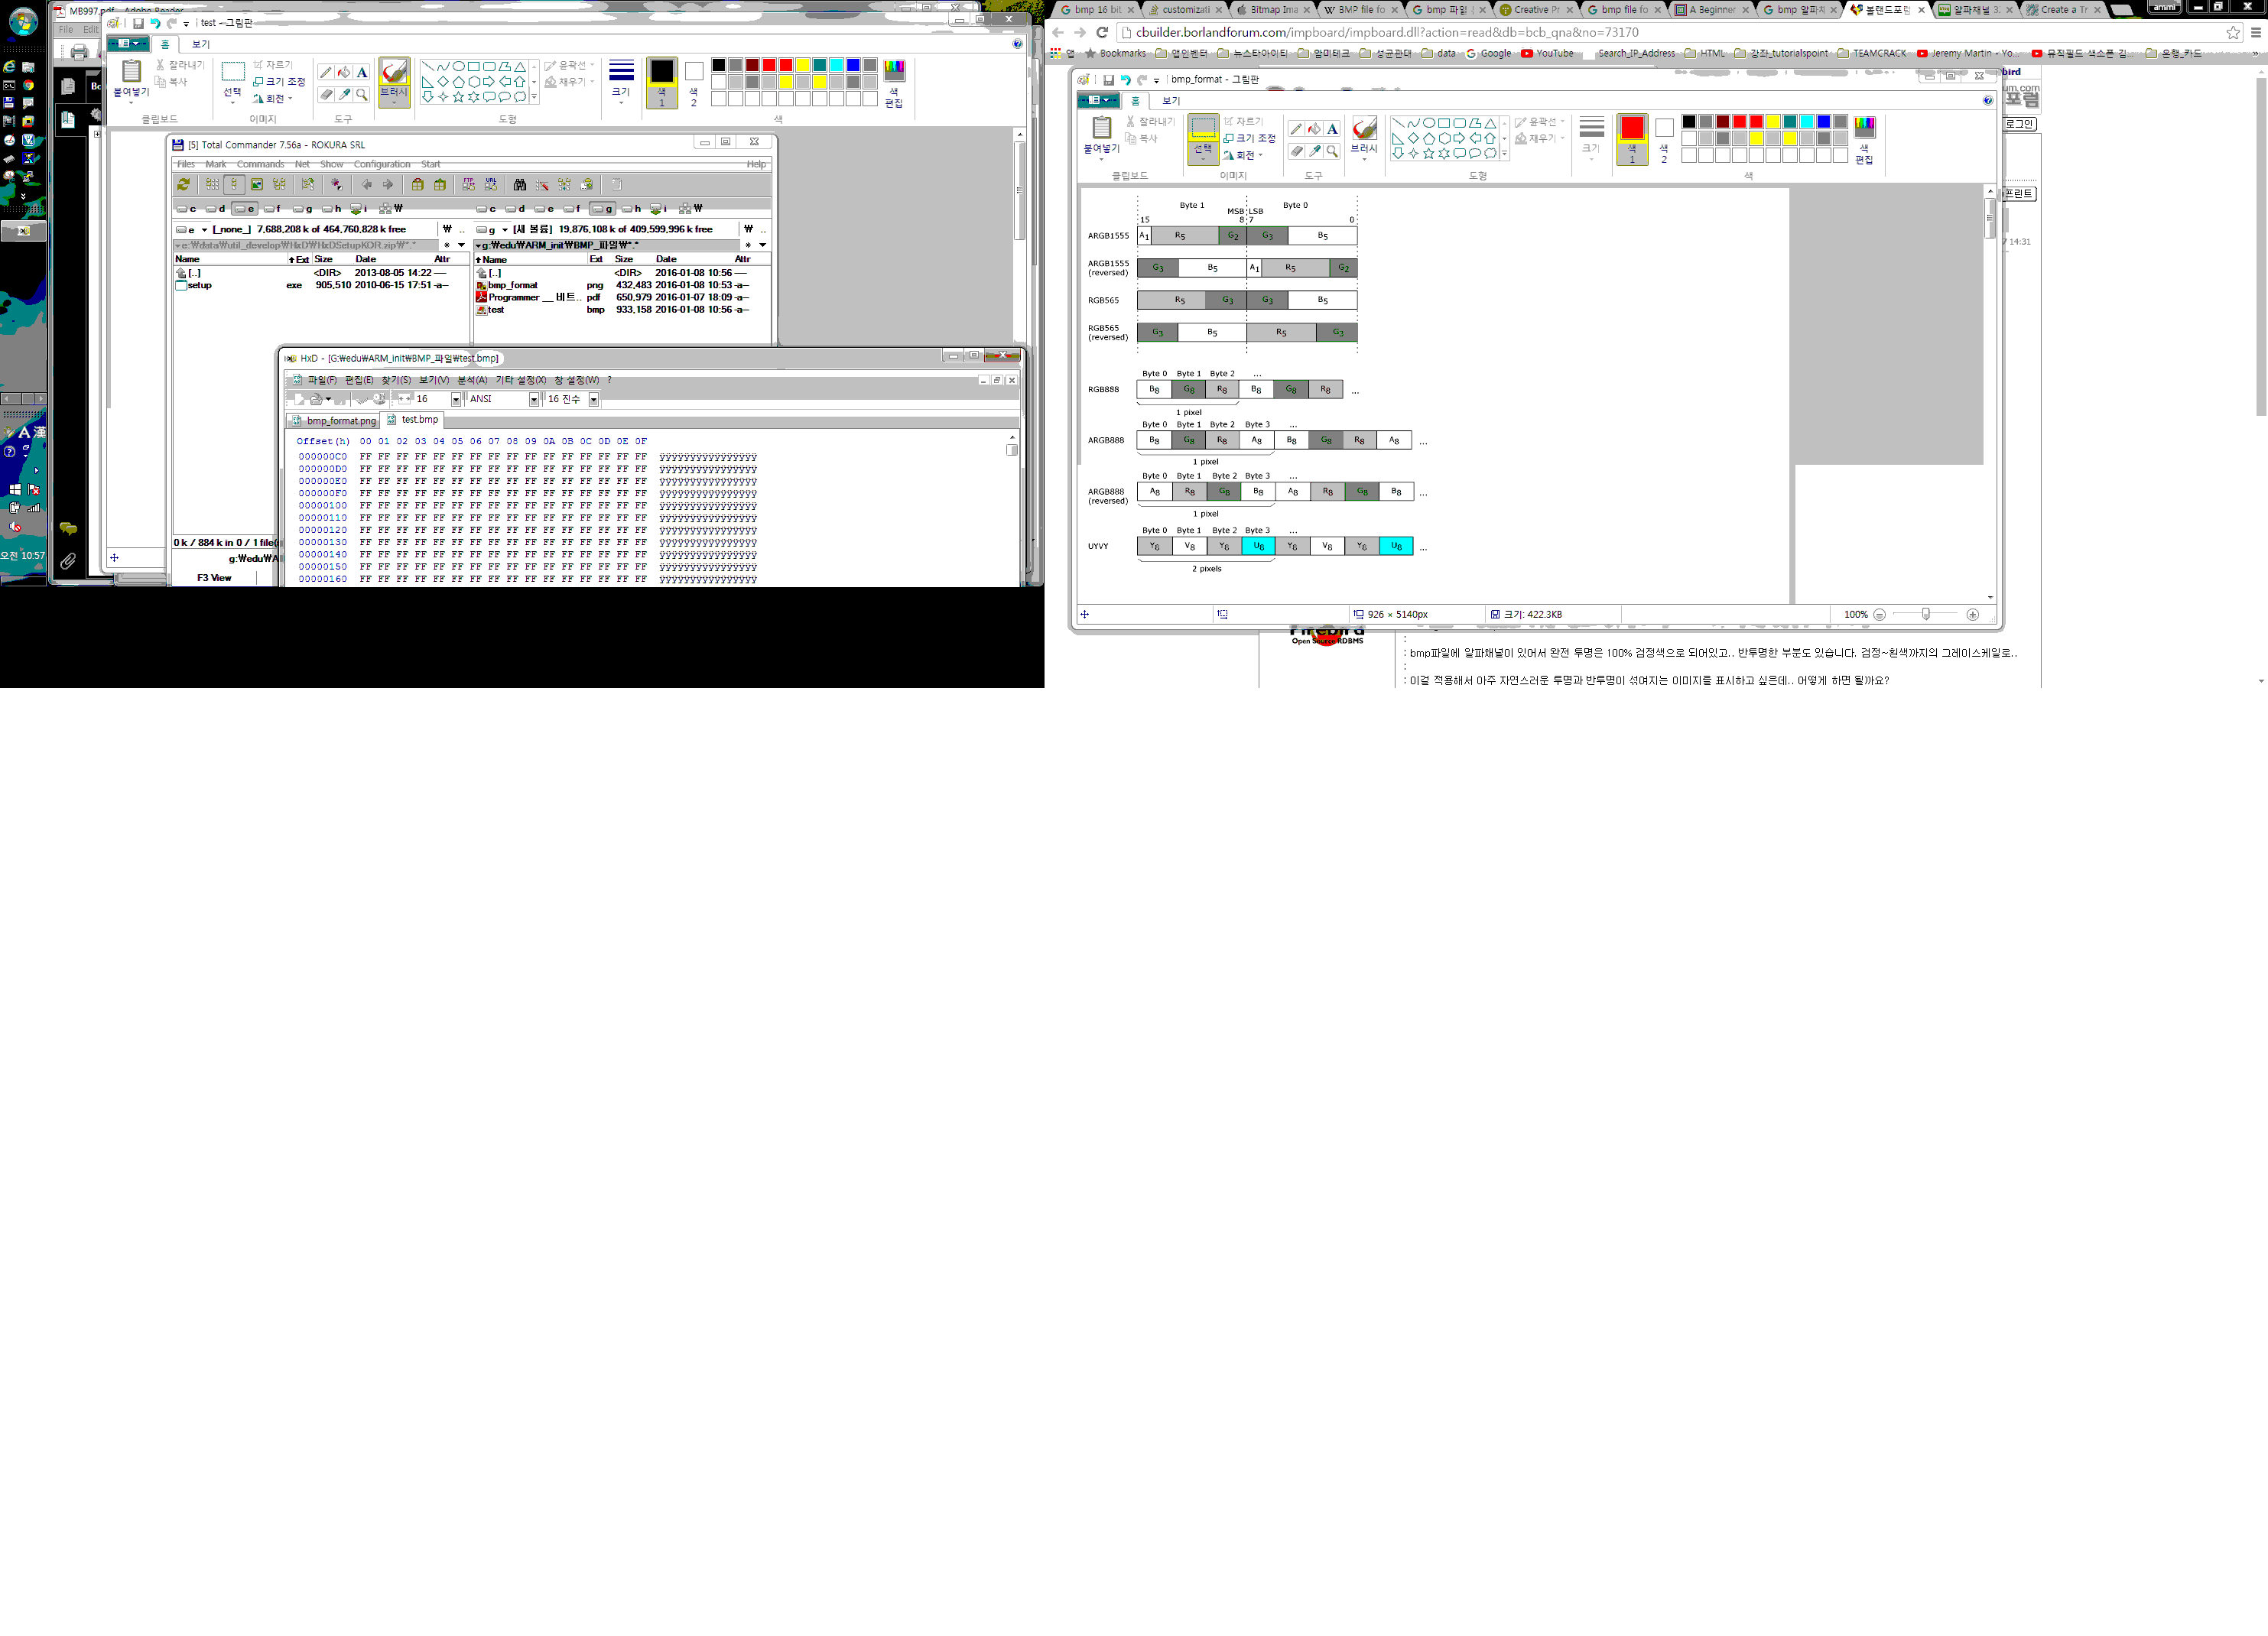 MB997.pdf - Adobe Reader
File Edit
test - 그림판
홈 보기
붙여넣기
잘라내기
복사
클립보드
선택
자르기
크기 조정
회전
이미지
도구
브러시
윤곽선
채우기
도형
크기
색 1
색 2
색 편집
색
[5] Total Commander 7.56a - ROKURA SRL
Files Mark Commands Net Show Configuration Start Help
c d e f g h i ₩
c d e f g h i ₩
e [_none_] 7,688,208 k of 464,760,828 k free ₩ ..
g [새 볼륨] 19,876,108 k of 409,599,996 k free ₩ ..
e:₩data₩util_develop₩HxD₩HxDSetupKOR.zip₩*.* * ▼
g:₩edu₩ARM_init₩BMP_파일₩*.* * ▼
Name Ext Size Date Attr
[..] <DIR> 2013-08-05 14:22 ----
setup exe 905,510 2010-06-15 17:51 -a--
Name Ext Size Date Attr
[..] <DIR> 2016-01-08 10:56 ----
bmp_format png 432,483 2016-01-08 10:53 -a--
Programmer __ 비트.. pdf 650,979 2016-01-07 18:09 -a--
test bmp 933,158 2016-01-08 10:56 -a--
0 k / 884 k in 0 / 1 file(
g:₩edu₩A
F3 View
HxD - [G:₩edu₩ARM_init₩BMP_파일₩test.bmp]
파일(F) 편집(E) 찾기(S) 보기(V) 분석(A) 기타 설정(X) 창 설정(W) ?
16 ANSI 16 진수
bmp_format.png test.bmp
Offset(h) 00 01 02 03 04 05 06 07 08 09 0A 0B 0C 0D 0E 0F
000000C0 FF FF FF FF FF FF FF FF FF FF FF FF FF FF FF FF ÿÿÿÿÿÿÿÿÿÿÿÿÿÿÿÿ
000000D0 FF FF FF FF FF FF FF FF FF FF FF FF FF FF FF FF ÿÿÿÿÿÿÿÿÿÿÿÿÿÿÿÿ
000000E0 FF FF FF FF FF FF FF FF FF FF FF FF FF FF FF FF ÿÿÿÿÿÿÿÿÿÿÿÿÿÿÿÿ
000000F0 FF FF FF FF FF FF FF FF FF FF FF FF FF FF FF FF ÿÿÿÿÿÿÿÿÿÿÿÿÿÿÿÿ
00000100 FF FF FF FF FF FF FF FF FF FF FF FF FF FF FF FF ÿÿÿÿÿÿÿÿÿÿÿÿÿÿÿÿ
00000110 FF FF FF FF FF FF FF FF FF FF FF FF FF FF FF FF ÿÿÿÿÿÿÿÿÿÿÿÿÿÿÿÿ
00000120 FF FF FF FF FF FF FF FF FF FF FF FF FF FF FF FF ÿÿÿÿÿÿÿÿÿÿÿÿÿÿÿÿ
00000130 FF FF FF FF FF FF FF FF FF FF FF FF FF FF FF FF ÿÿÿÿÿÿÿÿÿÿÿÿÿÿÿÿ
00000140 FF FF FF FF FF FF FF FF FF FF FF FF FF FF FF FF ÿÿÿÿÿÿÿÿÿÿÿÿÿÿÿÿ
00000150 FF FF FF FF FF FF FF FF FF FF FF FF FF FF FF FF ÿÿÿÿÿÿÿÿÿÿÿÿÿÿÿÿ
00000160 FF FF FF FF FF FF FF FF FF FF FF FF FF FF FF FF ÿÿÿÿÿÿÿÿÿÿÿÿÿÿÿÿ
A 漢
오전 10:57
bmp 16 bit customizati Bitmap Ima BMP file fo bmp 파일 Creative Pr bmp file fo A Beginner bmp 알파치 볼랜드포럼 알파채널 3. Create a Tr ammi
cbuilder.borlandforum.com/impboard/impboard.dll?action=read&db=bcb_qna&no=73170
앱 Bookmarks 앱인벤터 뉴스타아이티 암미테크 성균관대 data Google YouTube Search_IP_Address HTML 강좌_tutorialspoint TEAMCRACK Jeremy Martin - Yo... 뮤직필드 색소폰 김... 은행_카드
bmp_format - 그림판
홈 보기
붙여넣기
잘라내기
복사
클립보드
선택
자르기
크기 조정
회전
이미지
도구
브러시
윤곽선
채우기
도형
크기
색 1
색 2
색 편집
색
로그인
프린트
14:31
Byte 1 Byte 0
15 MSB 8 LSB 7 0
ARGB1555 A1 R5 G2 G3 B5
ARGB1555 (reversed) G3 B5 A1 R5 G2
RGB565 R5 G3 G3 B5
RGB565 (reversed) G3 B5 R5 G3
Byte 0 Byte 1 Byte 2 ...
RGB888 B8 G8 R8 B8 G8 R8 ...
1 pixel
Byte 0 Byte 1 Byte 2 Byte 3 ...
ARGB888 B8 G8 R8 A8 B8 G8 R8 A8 ...
1 pixel
Byte 0 Byte 1 Byte 2 Byte 3 ...
ARGB888 (reversed) A8 R8 G8 B8 A8 R8 G8 B8 ...
1 pixel
Byte 0 Byte 1 Byte 2 Byte 3 ...
UYVY Y8 V8 Y8 U8 Y8 V8 Y8 U8 ...
2 pixels
926 × 5140px
크기: 422.3KB
100%
Firebird
Open Source RDBMS
:
: bmp파일에 알파채널이 있어서 완전 투명은 100% 검정색으로 되어있고.. 반투명한 부분도 있습니다. 검정~흰색까지의 그레이스케일로..
:
: 이걸 적용해서 아주 자연스러운 투명과 반투명이 섞여지는 이미지를 표시하고 싶은데.. 어떻게 하면 될까요?